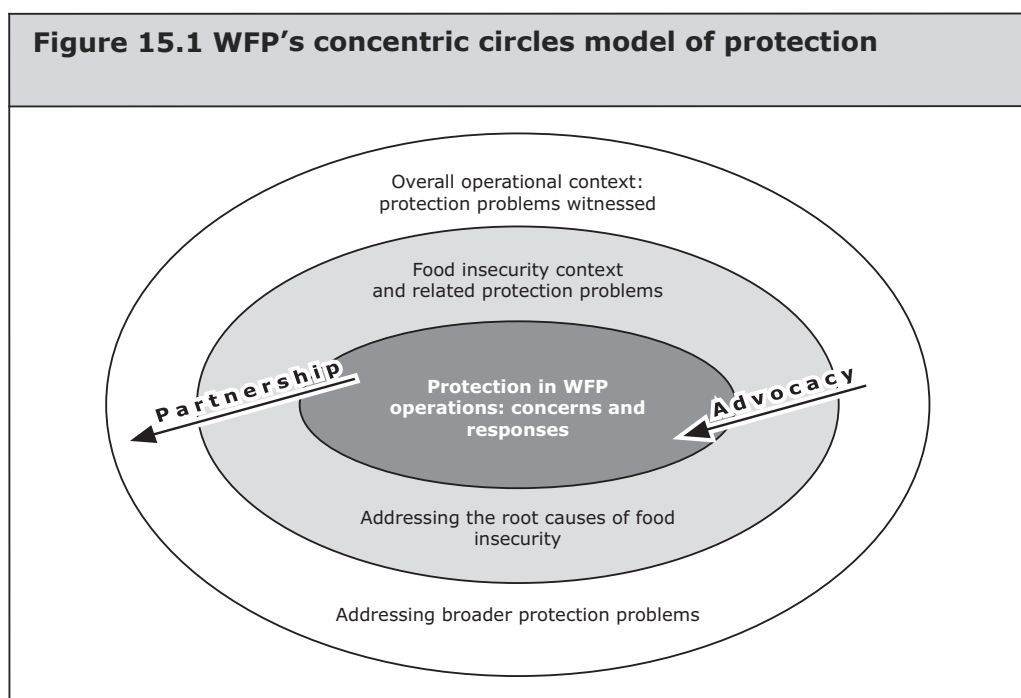 Figure 15.1 WFP's concentric circles model of protection
Overall operational context:
protection problems witnessed
Food insecurity context
and related protection problems
Partnership
Protection in WFP
operations: concerns and
responses
Advocacy
Addressing the root causes of food
insecurity
Addressing broader protection problems